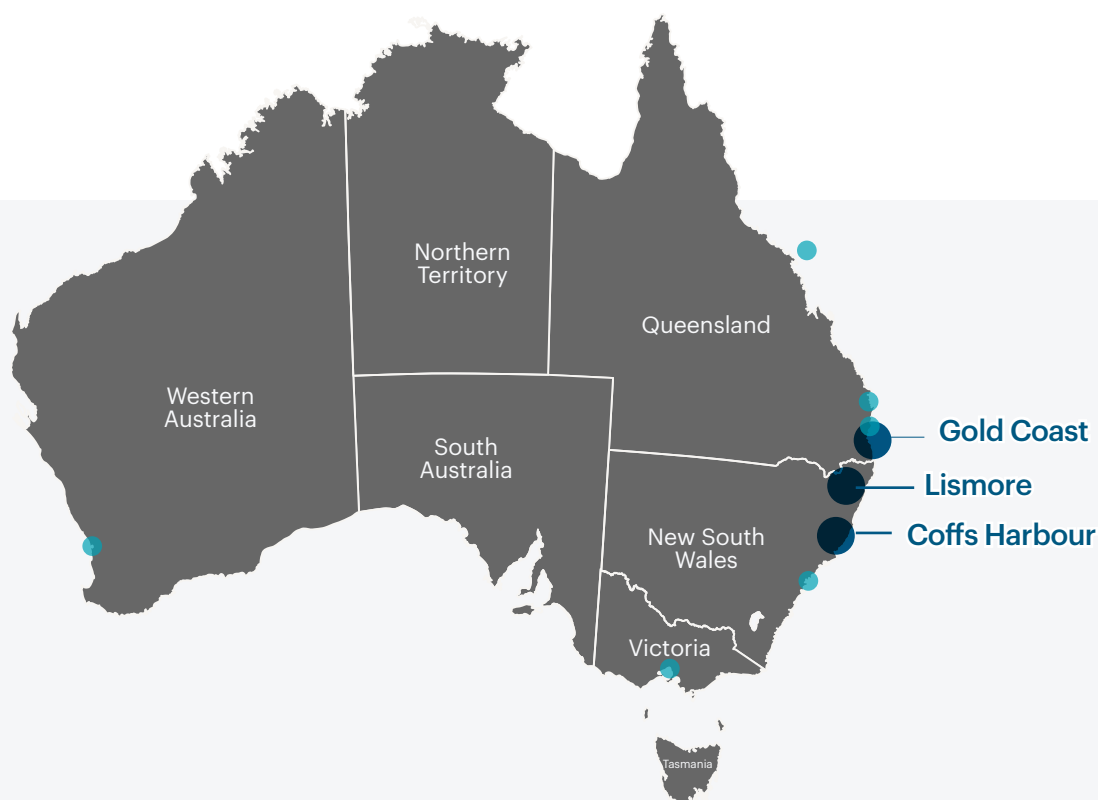 Northern
Territory
Queensland
Western
Australia
South
Australia
Gold Coast
Lismore
Coffs Harbour
New South
Wales
Victoria
Tasmania